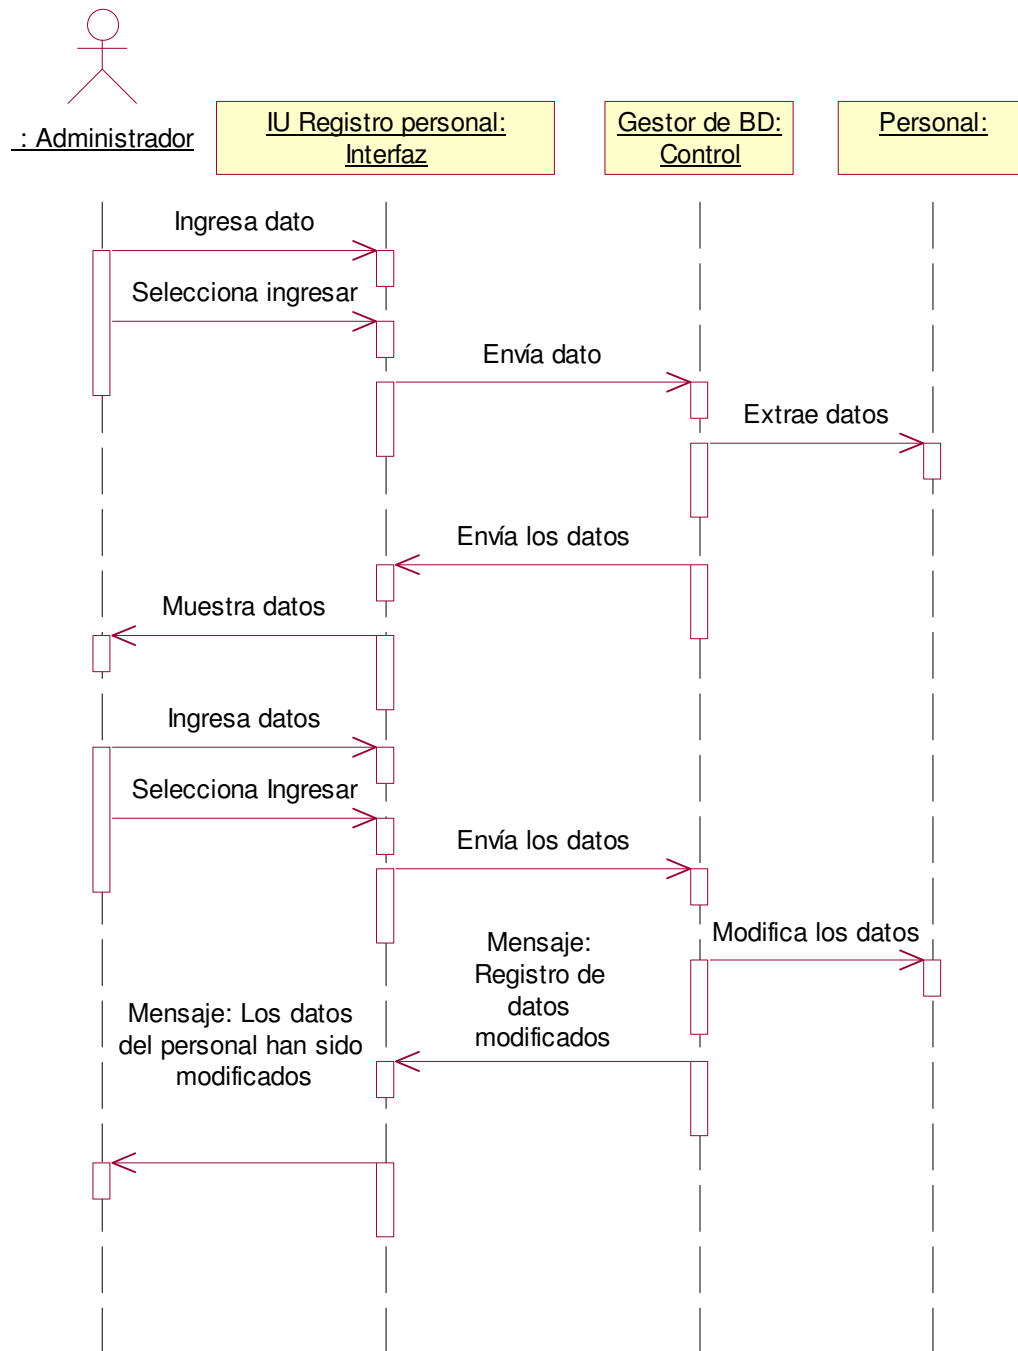 : Administrador
IU Registro personal:
Interfaz
Gestor de BD:
Control
Personal:
Ingresa dato
Selecciona ingresar
Envía dato
Extrae datos
Envía los datos
Muestra datos
Ingresa datos
Selecciona Ingresar
Envía los datos
Modifica los datos
Mensaje:
Registro de
datos
modificados
Mensaje: Los datos
del personal han sido
modificados